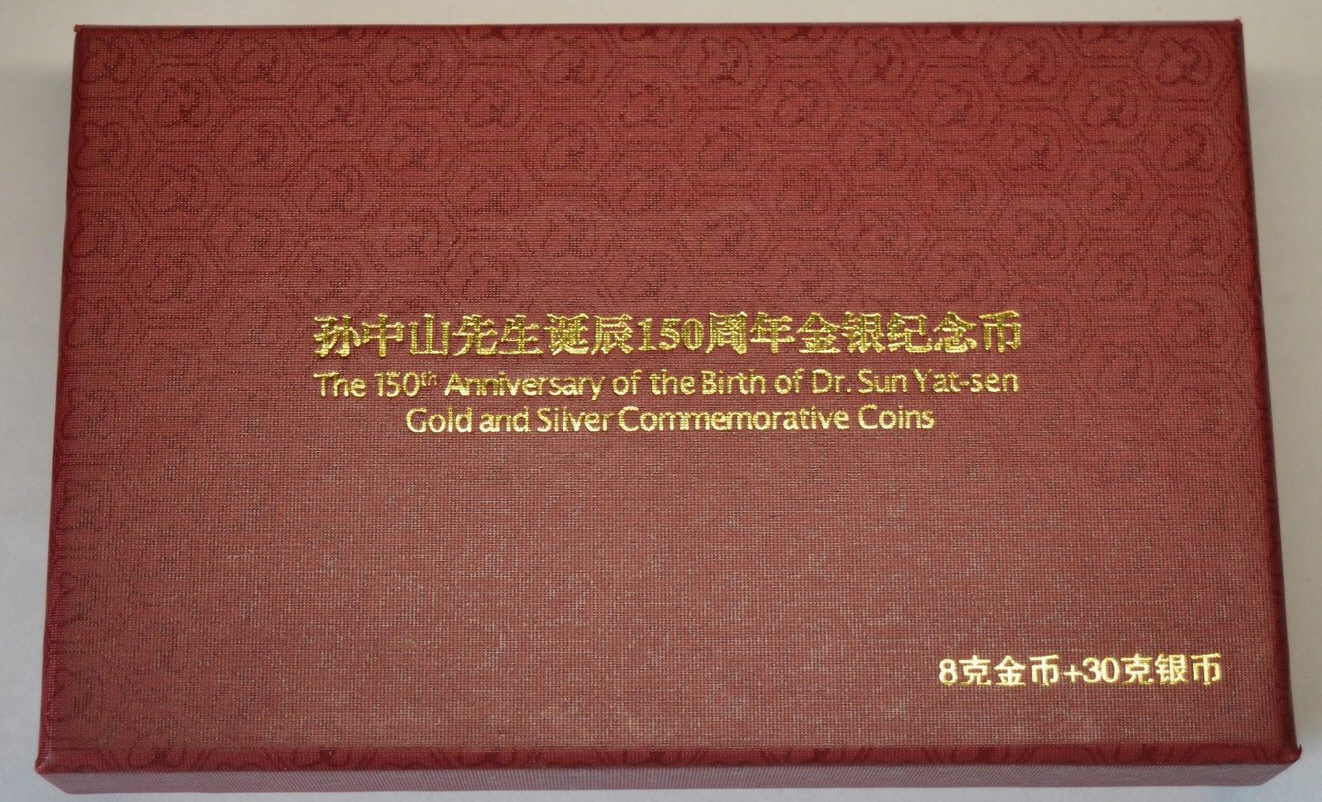 孙中山先生诞辰150周年金银纪念币
The 150th Anniversary of the Birth of Dr. Sun Yat-sen
Gold and Silver Commemorative Coins
8克金币+30克银币